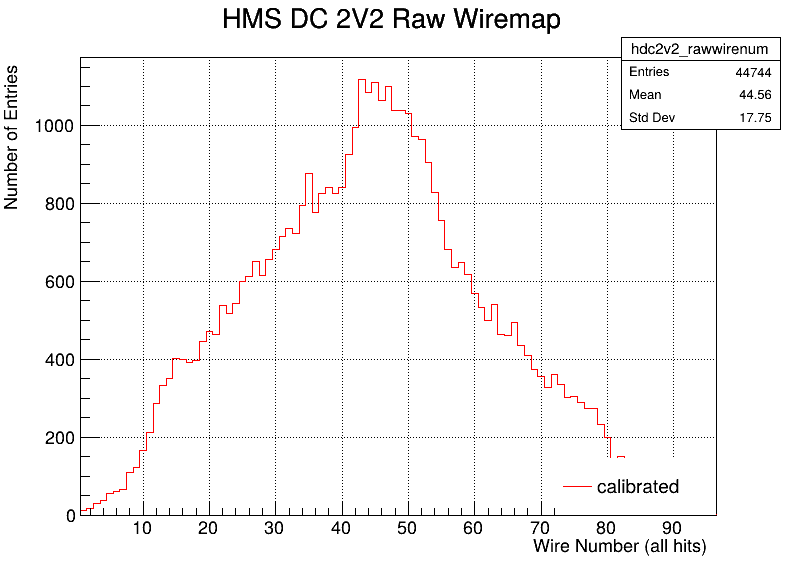 HMS DC 2V2 Raw Wiremap
hdc2v2_rawwirenum
Entries 44744
Mean 44.56
Std Dev 17.75
Number of Entries
1000
800
600
400
200
0
calibrated
10 20 30 40 50 60 70 80 90
Wire Number (all hits)